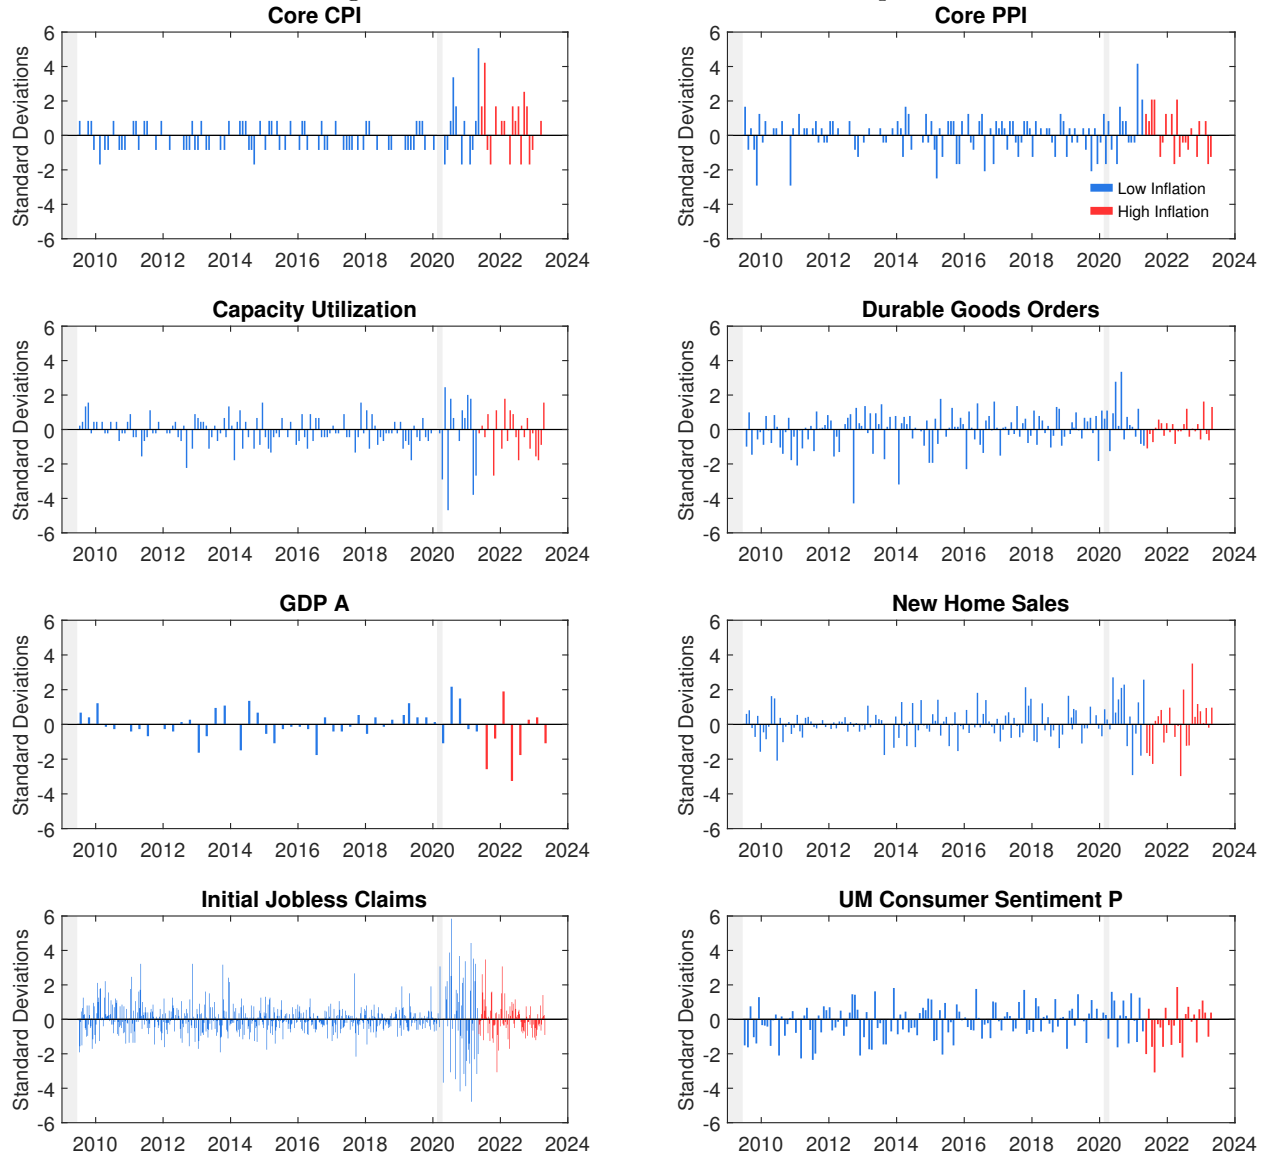 Core CPI
Standard Deviations
6
4
2
0
-2
-4
-6
2010 2012 2014 2016 2018 2020 2022 2024
Core PPI
Standard Deviations
6
4
2
0
-2
-4
-6
Low Inflation
High Inflation
2010 2012 2014 2016 2018 2020 2022 2024
Capacity Utilization
Standard Deviations
6
4
2
0
-2
-4
-6
2010 2012 2014 2016 2018 2020 2022 2024
Durable Goods Orders
Standard Deviations
6
4
2
0
-2
-4
-6
2010 2012 2014 2016 2018 2020 2022 2024
GDP A
Standard Deviations
6
4
2
0
-2
-4
-6
2010 2012 2014 2016 2018 2020 2022 2024
New Home Sales
Standard Deviations
6
4
2
0
-2
-4
-6
2010 2012 2014 2016 2018 2020 2022 2024
Initial Jobless Claims
Standard Deviations
6
4
2
0
-2
-4
-6
2010 2012 2014 2016 2018 2020 2022 2024
UM Consumer Sentiment P
Standard Deviations
6
4
2
0
-2
-4
-6
2010 2012 2014 2016 2018 2020 2022 2024